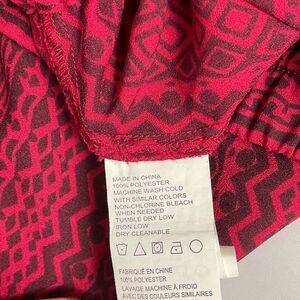 MADE IN CHINA
100% POLYESTER
MACHINE WASH COLD
WITH SIMILAR COLORS
NON-CHLORINE BLEACH
WHEN NEEDED
TUMBLE DRY LOW
IRON LOW
DRY CLEANABLE
FABRIQUÉ EN CHINE
100% POLYESTER
LAVAGE MACHINE À FROID
AVEC DES COULEURS SIMILAIRES